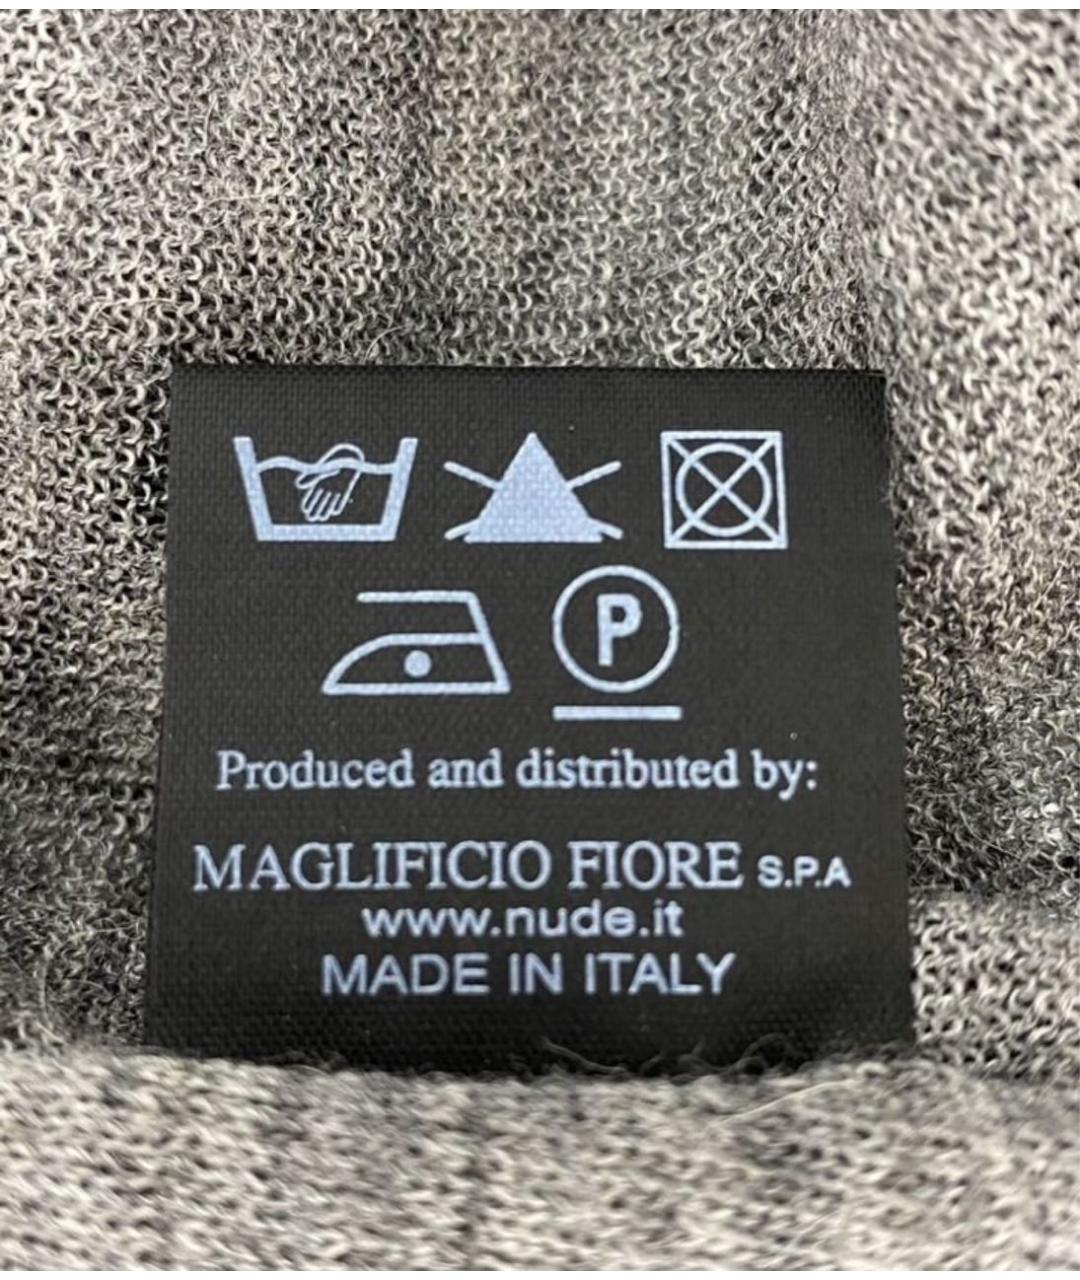 P
Produced and distributed by:
MAGLIFICIO FIORE S.P.A
www.nude.it
MADE IN ITALY